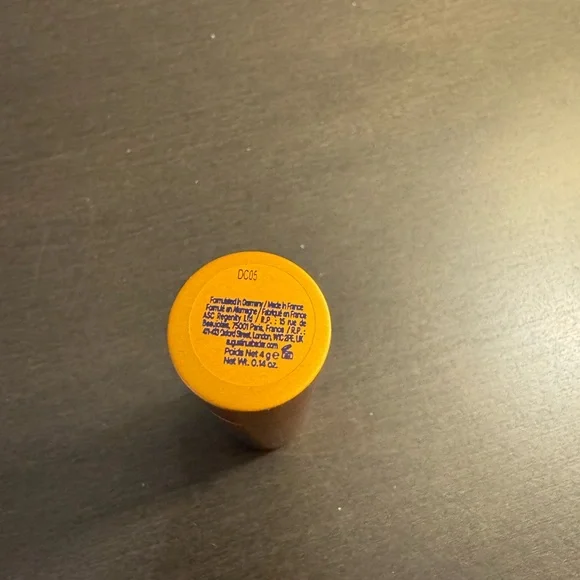 DC05
Formulated in Germany / Made in France
Formulé en Allemagne / Fabriqué en France
ASC Regenity Ltd / R.P. : 15 rue de
Beaujolais, 75001 Paris, France / R.P.:
411-413 Oxford Street, London, W1C 2PE, UK
augustinusbader.com
Poids Net 4 g e
Net Wt. 0.14 oz.